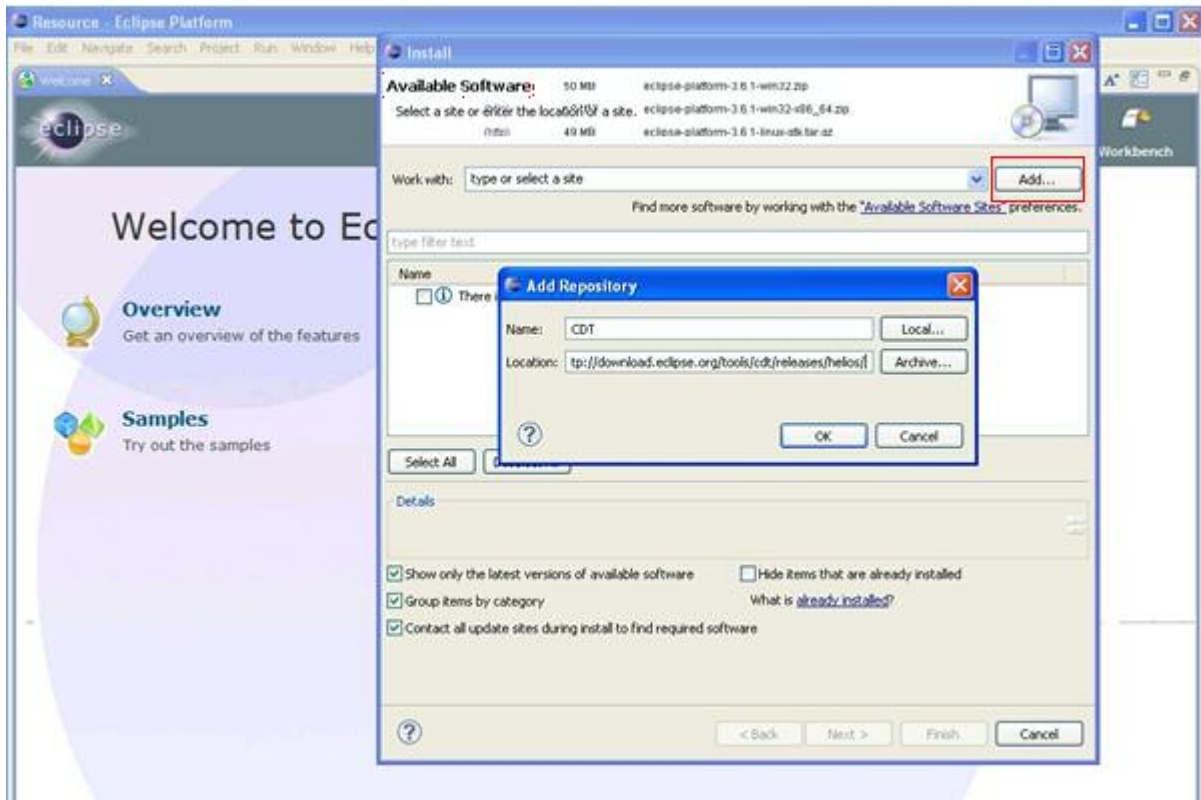 Resource - Eclipse Platform
File Edit Navigate Search Project Run Window Help
Welcome
eclipse
Workbench
Welcome to Ec
Overview
Get an overview of the features
Samples
Try out the samples
Install
Available Software
50 MB eclipse-platform-3.6.1-win32.zip
Select a site or enter the location of a site. eclipse-platform-3.6.1-win32-x86_64.zip
(http) 49 MB eclipse-platform-3.6.1-linux-gtk.tar.gz
Work with: type or select a site Add...
Find more software by working with the "Available Software Sites" preferences.
type filter text
Name
There i
Add Repository
Name: CDT Local...
Location: tp://download.eclipse.org/tools/cdt/releases/helios/ Archive...
OK Cancel
Select All
Details
Show only the latest versions of available software Hide items that are already installed
Group items by category What is already installed?
Contact all update sites during install to find required software
< Back Next > Finish Cancel